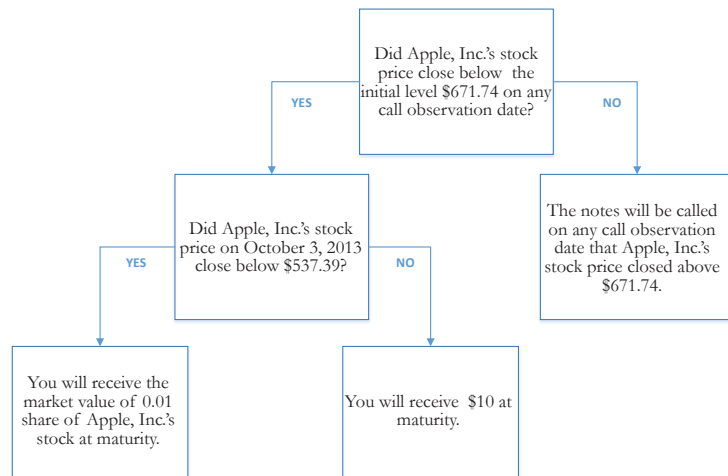 Did Apple, Inc.'s stock
price close below the
initial level $671.74 on any
call observation date?
YES
NO
Did Apple, Inc.'s stock
price on October 3, 2013
close below $537.39?
The notes will be called
on any call observation
date that Apple, Inc.'s
stock price closed above
$671.74.
YES
NO
You will receive the
market value of 0.01
share of Apple, Inc.'s
stock at maturity.
You will receive $10 at
maturity.